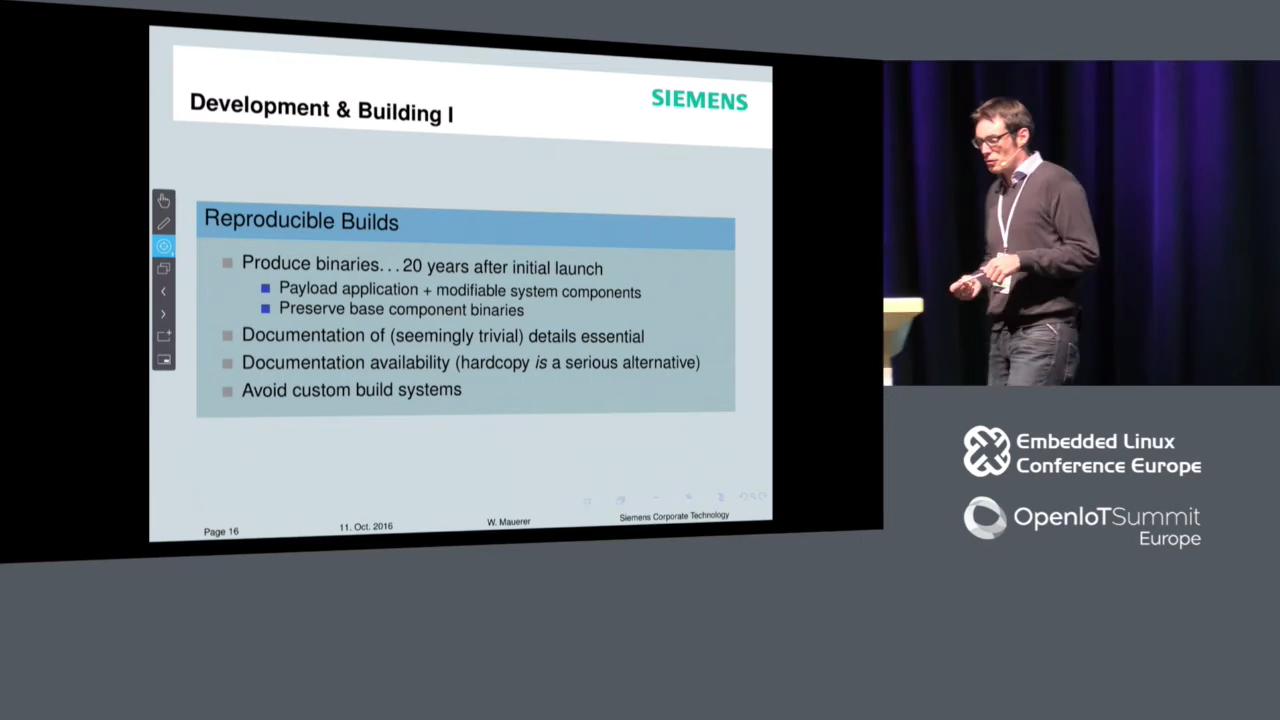 Development & Building I
SIEMENS
Reproducible Builds
Produce binaries...20 years after initial launch
Payload application + modifiable system components
Preserve base component binaries
Documentation of (seemingly trivial) details essential
Documentation availability (hardcopy is a serious alternative)
Avoid custom build systems
Page 16
11. Oct. 2016
W. Mauerer
Siemens Corporate Technology
Embedded Linux
Conference Europe
OpenIoTSummit
Europe